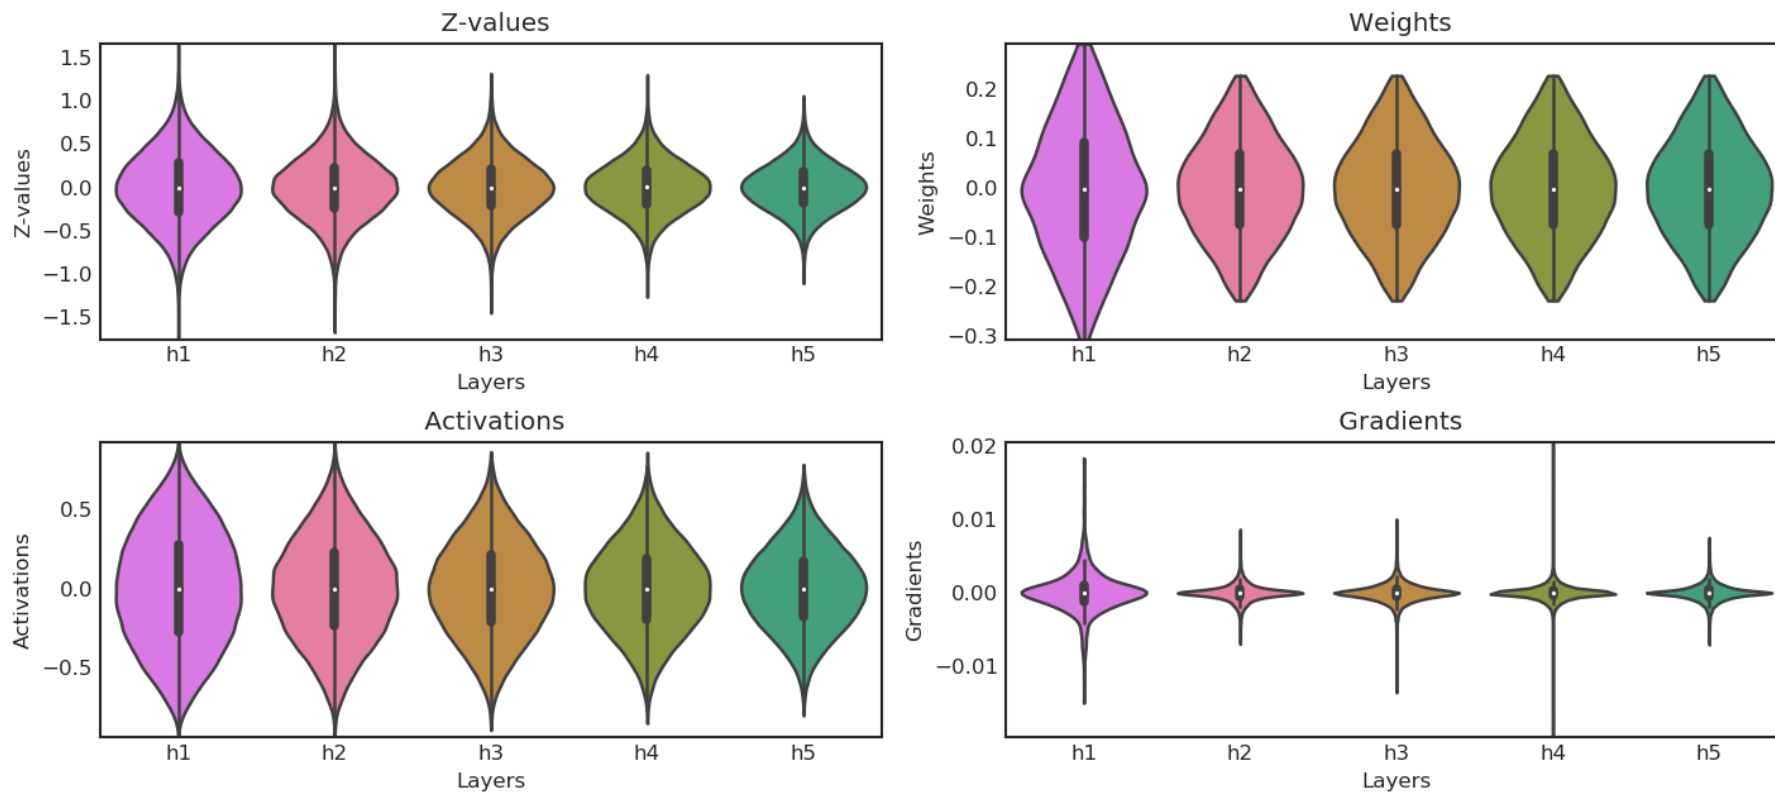 Z-values
Z-values
1.5
1.0
0.5
0.0
−0.5
−1.0
−1.5
h1 h2 h3 h4 h5
Layers
Weights
Weights
0.2
0.1
0.0
−0.1
−0.2
−0.3
h1 h2 h3 h4 h5
Layers
Activations
Activations
0.5
0.0
−0.5
h1 h2 h3 h4 h5
Layers
Gradients
Gradients
0.02
0.01
0.00
−0.01
h1 h2 h3 h4 h5
Layers